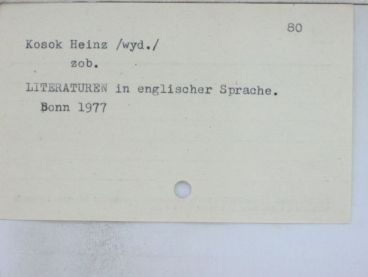 80
Kosok Heinz /wyd./
zob.
LITERATUREN in englischer Sprache.
Bonn 1977